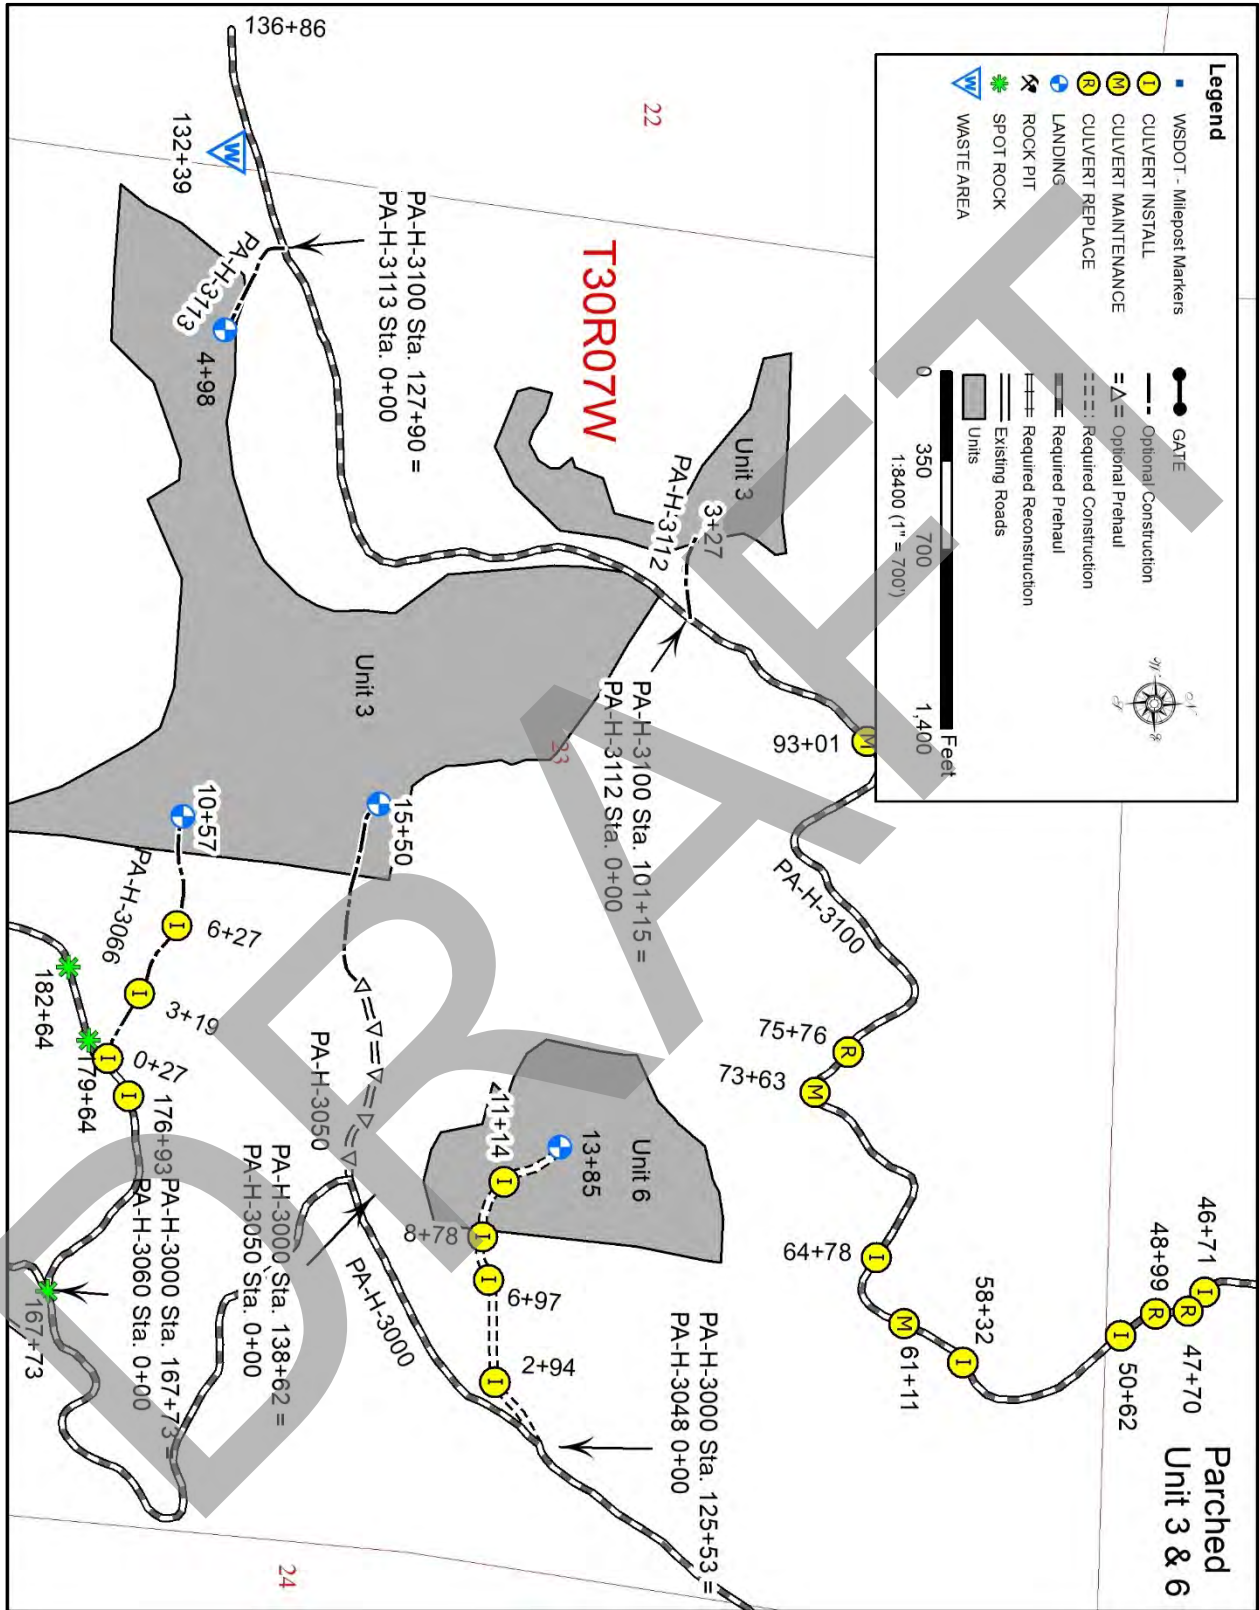 Parched
Unit 3 & 6
Legend
WSDOT - Milepost Markers
CULVERT INSTALL
CULVERT MAINTENANCE
CULVERT REPLACE
LANDING
ROCK PIT
SPOT ROCK
WASTE AREA
GATE
Optional Construction
Optional Prehaul
Required Construction
Required Prehaul
Required Reconstruction
Existing Roads
Units
0 350 700 1,400
Feet
1:8400 (1" = 700')
N
W
E
S
46+71
47+70
48+99
50+62
58+32
61+11
64+78
73+63
75+76
PA-H-3100
93+01
22
T30R07W
Unit 3
3+27
PA-H-3112
PA-H-3100 Sta. 101+15 =
PA-H-3112 Sta. 0+00
23
136+86
132+39
PA-H-3100 Sta. 127+90 =
PA-H-3113 Sta. 0+00
PA-H-3113
4+98
Unit 3
15+50
10+57
PA-H-3066
6+27
3+19
0+27
182+64
179+64
176+93
PA-H-3050
Unit 6
13+85
11+14
8+78
6+97
2+94
PA-H-3000 Sta. 125+53 =
PA-H-3048 0+00
PA-H-3000
PA-H-3000 Sta. 138+62 =
PA-H-3050 Sta. 0+00
PA-H-3000 Sta. 167+73 =
PA-H-3060 Sta. 0+00
167+73
24
W
M
R
M
I
M
I
I
R
R
I
I
I
I
I
I
I
I
I
I
M
R
W
DRAFT